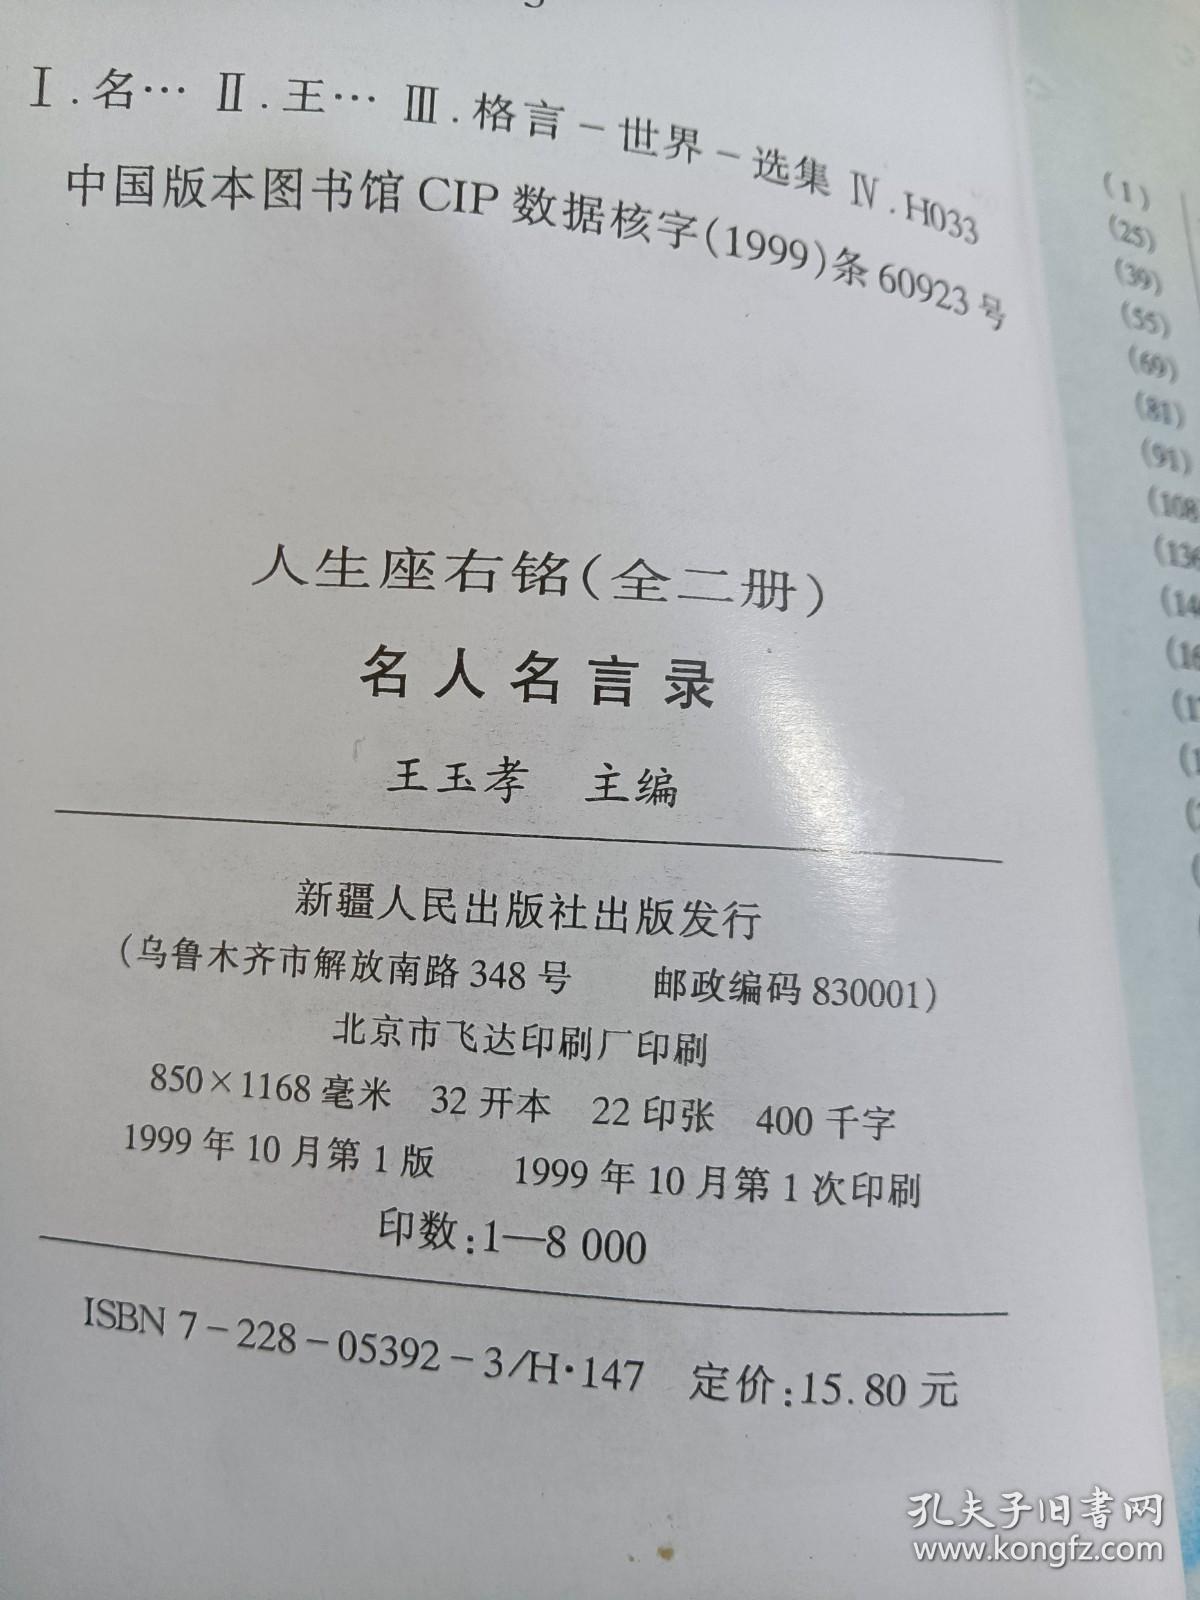 Ⅰ.名… Ⅱ.王… Ⅲ.格言－世界－选集 Ⅳ.H033
中国版本图书馆 CIP 数据核字(1999)条 60923 号
人生座右铭(全二册)
名人名言录
王玉孝 主编
新疆人民出版社出版发行
(乌鲁木齐市解放南路 348 号 邮政编码 830001)
北京市飞达印刷厂印刷
850×1168 毫米 32 开本 22 印张 400 千字
1999 年 10 月第 1 版 1999 年 10 月第 1 次印刷
印数:1—8 000
ISBN 7－228－05392－3/H·147 定价:15.80 元
(1)
(25)
(39)
(55)
(69)
(81)
(91)
(108
(136
孔夫子旧书网
www.kongfz.com